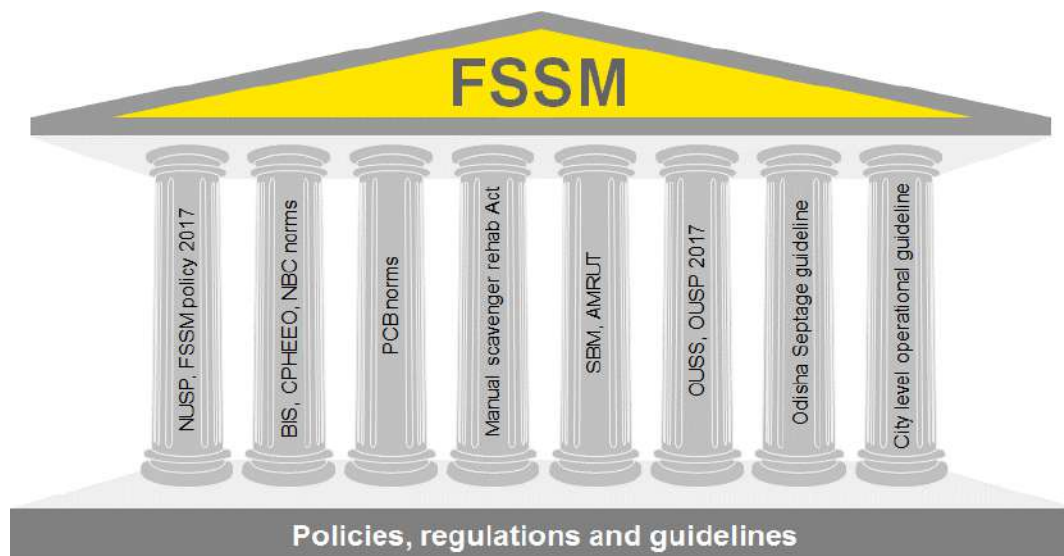 FSSM
NUSP, FSSM policy 2017
BIS, CPHEEO, NBC norms
PCB norms
Manual scavenger rehab Act
SBM, AMRUT
OUSS, OUSP 2017
Odisha Septage guideline
City level operational guideline
Policies, regulations and guidelines